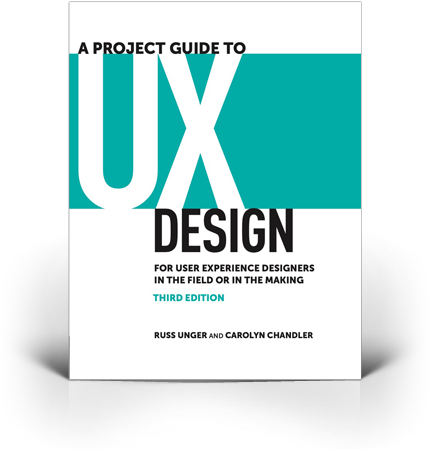 A PROJECT GUIDE TO
UX
DESIGN
FOR USER EXPERIENCE DESIGNERS
IN THE FIELD OR IN THE MAKING
THIRD EDITION
RUSS UNGER AND CAROLYN CHANDLER